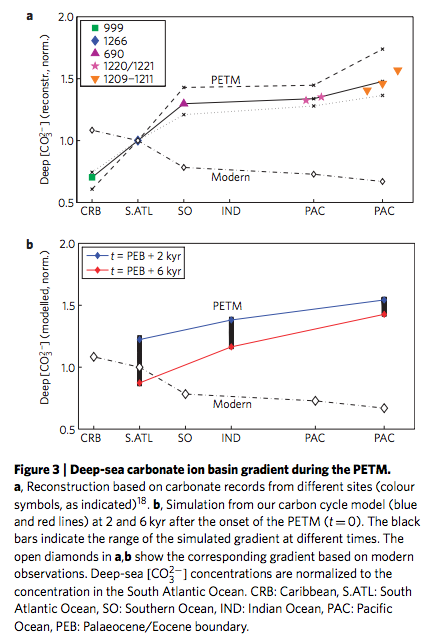 a
2.0
999
1266
690
1220/1221
1209–1211
1.5
1.0
0.5
Deep [CO₃²⁻] (reconstr., norm.)
PETM
Modern
CRB S.ATL SO IND PAC PAC
b
2.0
t = PEB + 2 kyr
t = PEB + 6 kyr
1.5
1.0
0.5
Deep [CO₃²⁻] (modelled, norm.)
PETM
Modern
CRB S.ATL SO IND PAC PAC
Figure 3 | Deep-sea carbonate ion basin gradient during the PETM.
a, Reconstruction based on carbonate records from different sites (colour
symbols, as indicated)¹⁸. b, Simulation from our carbon cycle model (blue
and red lines) at 2 and 6 kyr after the onset of the PETM (t = 0). The black
bars indicate the range of the simulated gradient at different times. The
open diamonds in a,b show the corresponding gradient based on modern
observations. Deep-sea [CO₃²⁻] concentrations are normalized to the
concentration in the South Atlantic Ocean. CRB: Caribbean, S.ATL: South
Atlantic Ocean, SO: Southern Ocean, IND: Indian Ocean, PAC: Pacific
Ocean, PEB: Palaeocene/Eocene boundary.